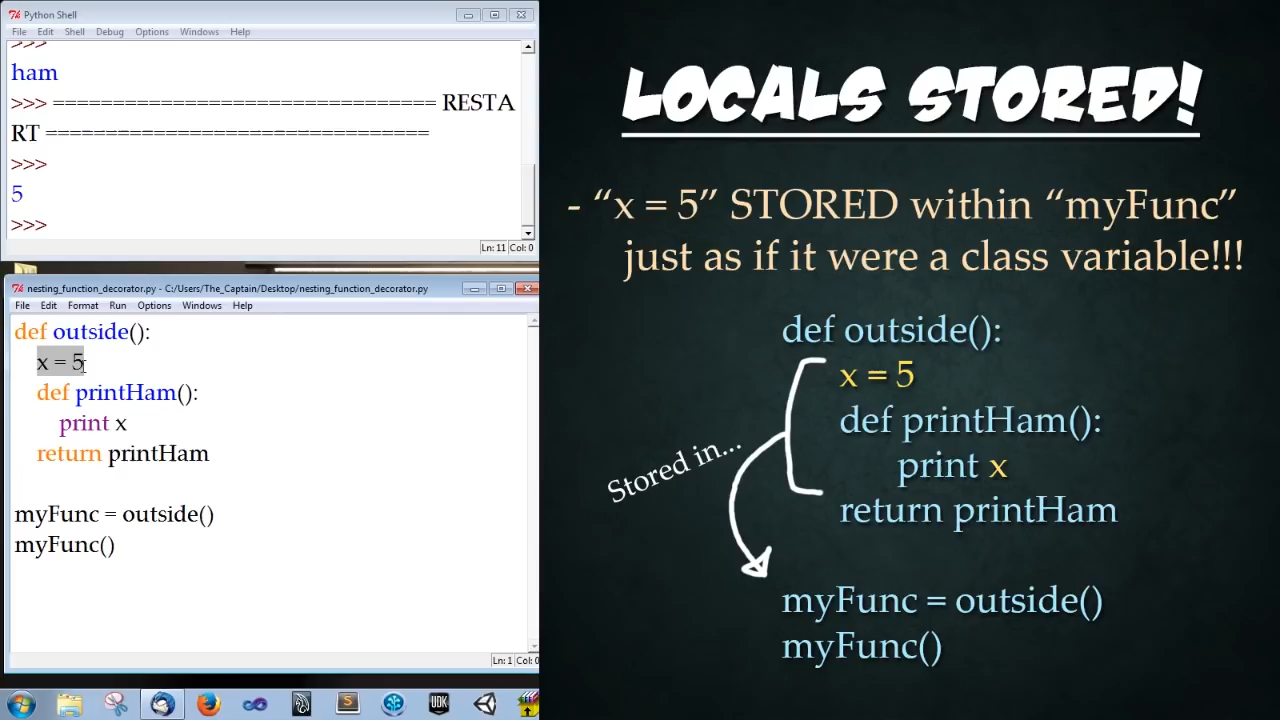 Python Shell
File Edit Shell Debug Options Windows Help
>>>
ham
>>> ================================ RESTA
RT ================================
>>>
5
>>>
Ln: 11 Col: 0
nesting_function_decorator.py - C:/Users/The_Captain/Desktop/nesting_function_decorator.py
File Edit Format Run Options Windows Help
def outside():
x = 5
def printHam():
print x
return printHam
myFunc = outside()
myFunc()
Ln: 1 Col: 0
UDK
LOCALS STORED!
- “x = 5” STORED within “myFunc”
just as if it were a class variable!!!
def outside():
x = 5
def printHam():
print x
return printHam
Stored in...
myFunc = outside()
myFunc()